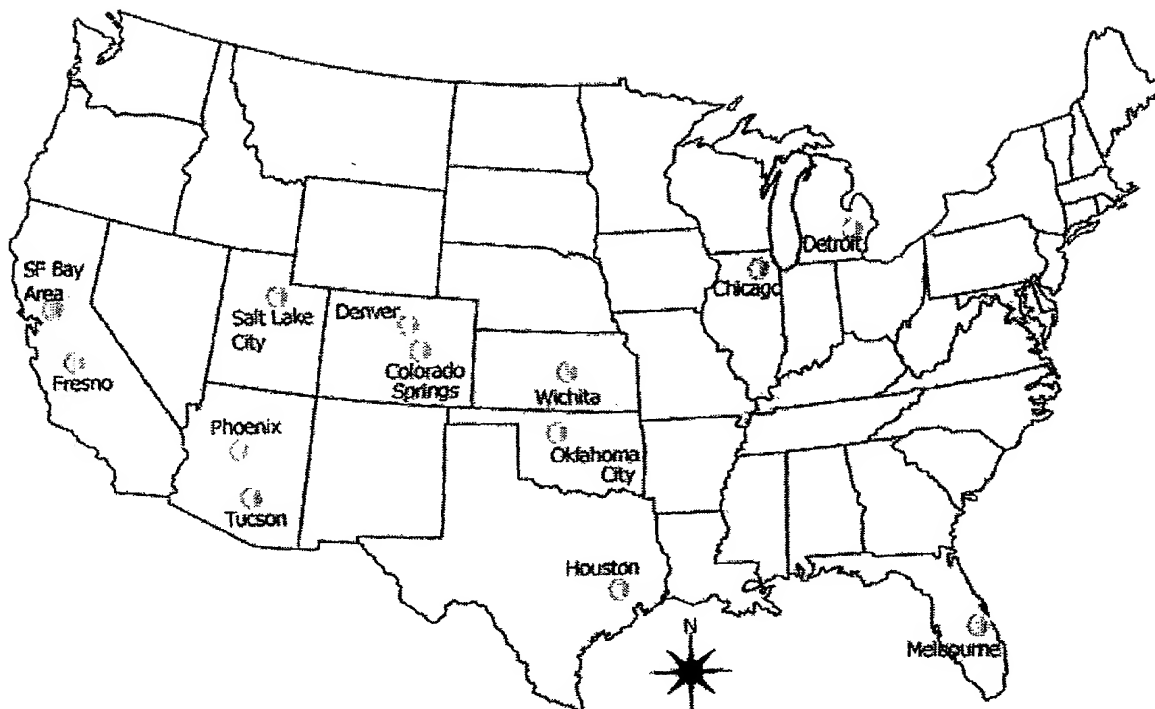 Detroit
Chicago
SF Bay
Area
Salt Lake
City
Denver
Colorado
Springs
Fresno
Wichita
Phoenix
Oklahoma
City
Tucson
Houston
N
Melbourne